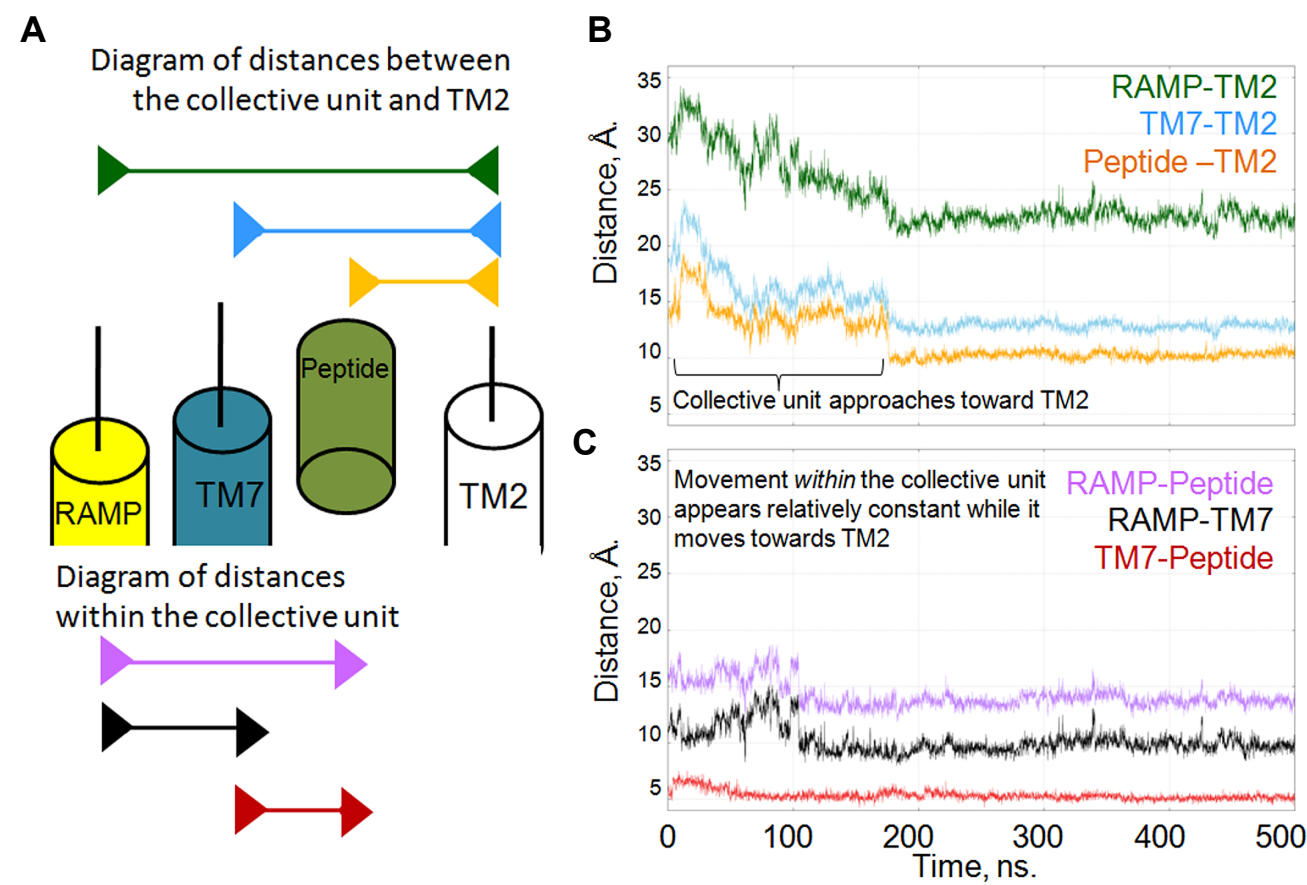 A
Diagram of distances between
the collective unit and TM2
Peptide
RAMP
TM7
TM2
Diagram of distances
within the collective unit
B
35
30
25
20
15
10
5
Distance, Å.
RAMP-TM2
TM7-TM2
Peptide –TM2
Collective unit approaches toward TM2
C
35
30
25
20
15
10
5
Distance, Å.
Movement within the collective unit
appears relatively constant while it
moves towards TM2
RAMP-Peptide
RAMP-TM7
TM7-Peptide
0 100 200 300 400 500
Time, ns.